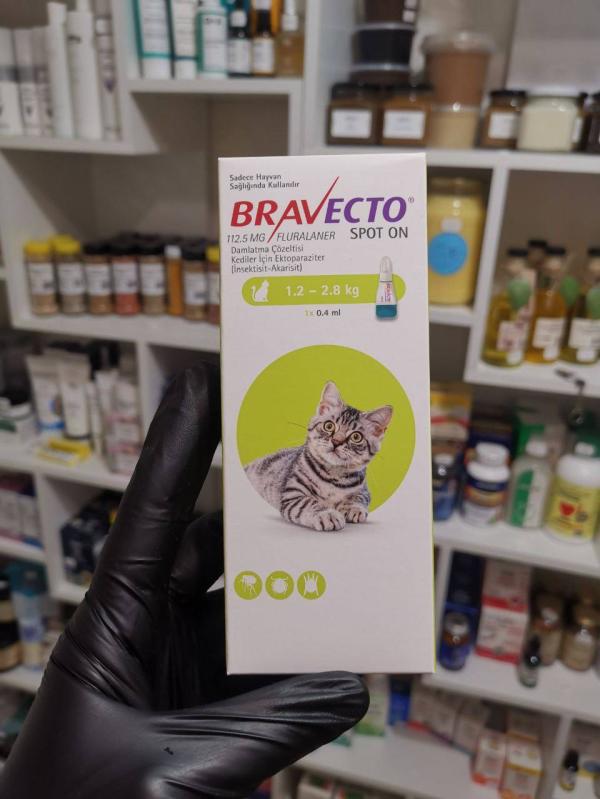 Sadece Hayvan
Sağlığında Kullanılır
BRAVECTO®
112.5 MG FLURALANER SPOT ON
Damlatma Çözeltisi
Kediler İçin Ektoparaziter
(İnsektisit-Akarisit)
1.2 – 2.8 kg
BRAVECTO
1x 0.4 ml